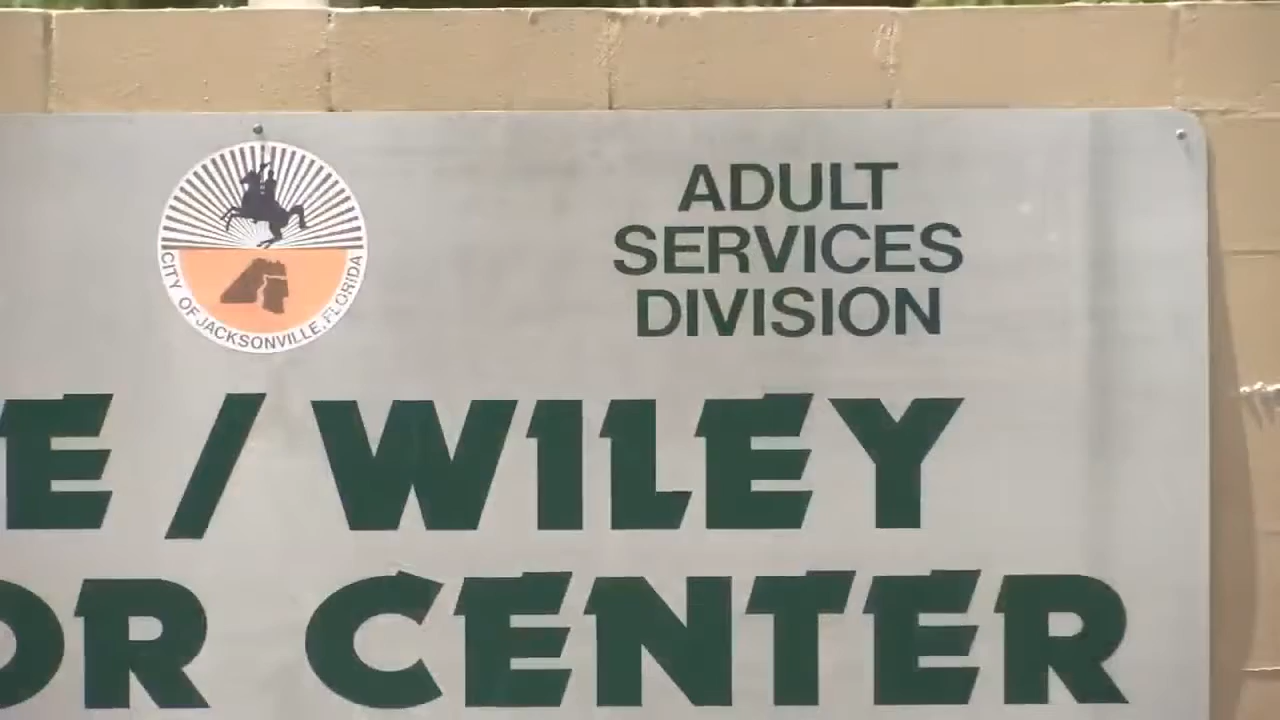 CITY OF JACKSONVILLE, FLORIDA
ADULT
SERVICES
DIVISION
E / WILEY
OR CENTER